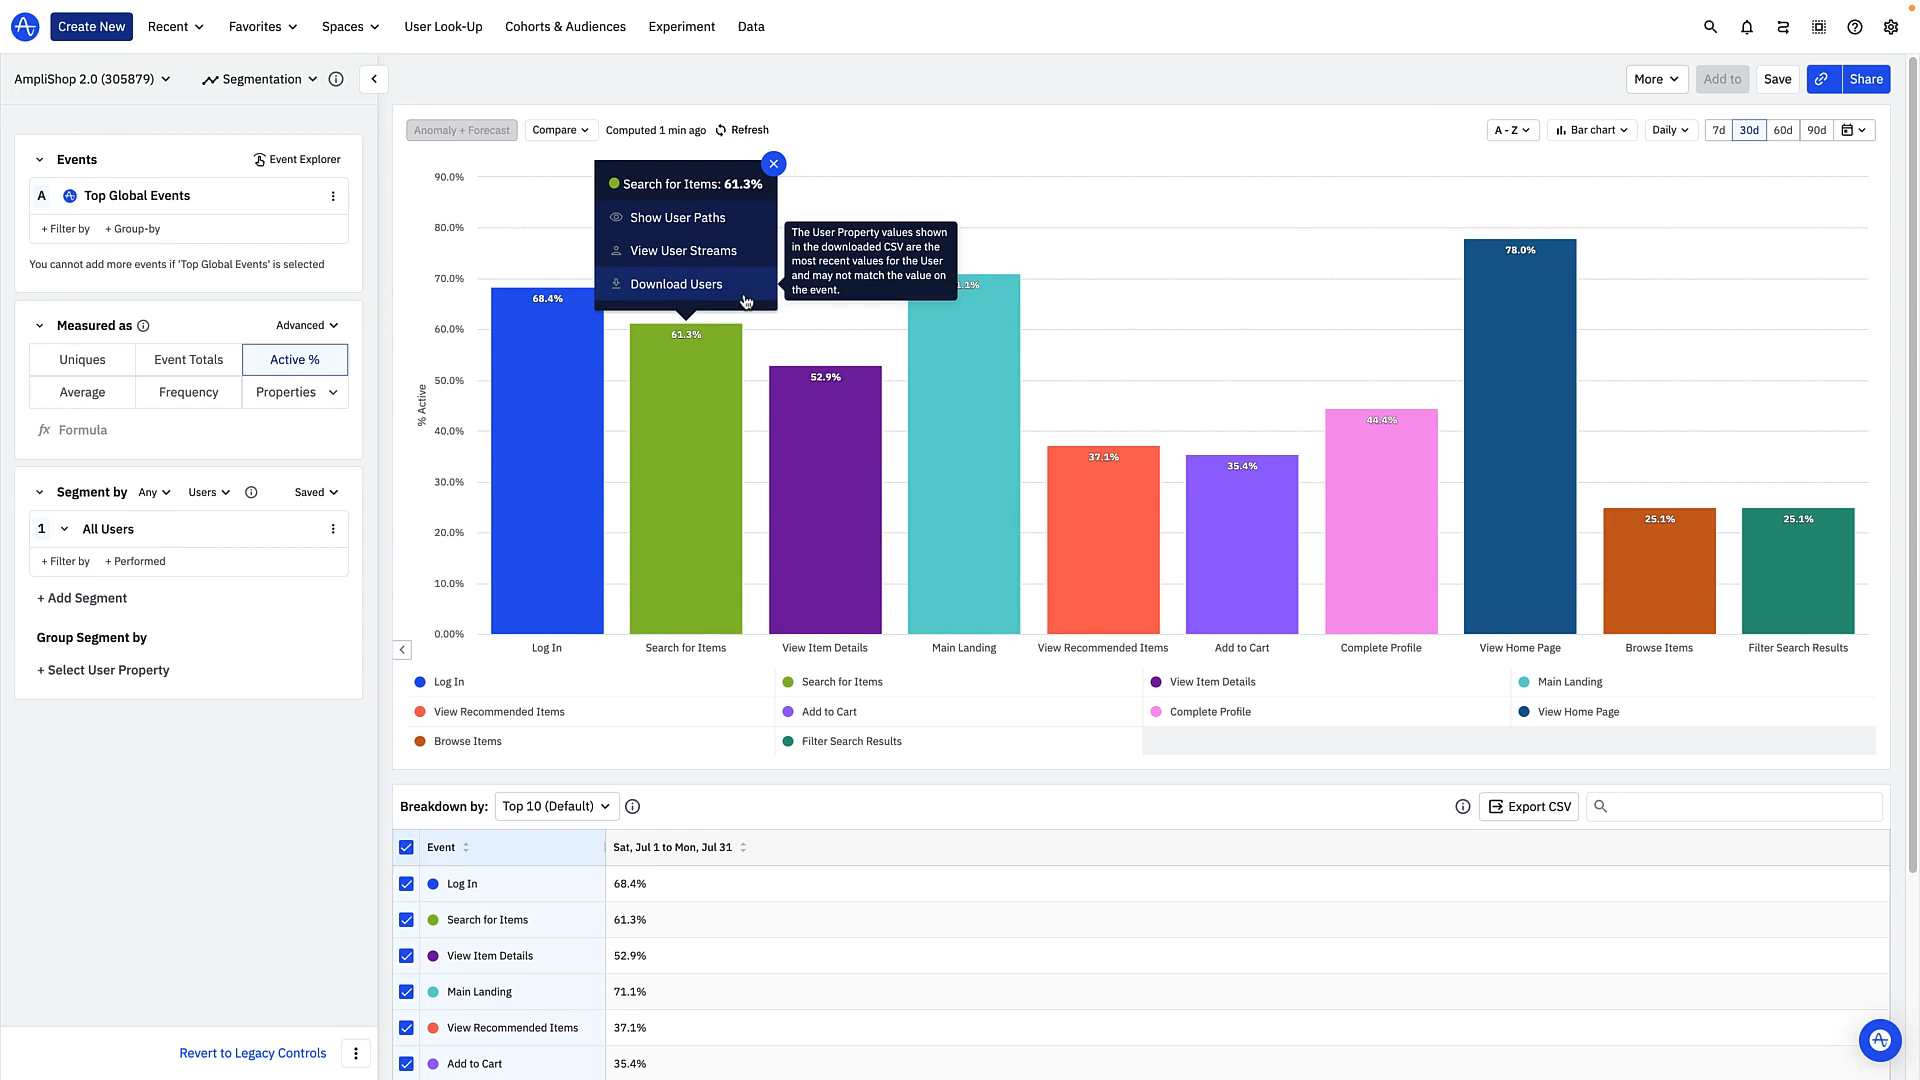 Create New Recent Favorites Spaces User Look-Up Cohorts & Audiences Experiment Data
AmpliShop 2.0 (305879) Segmentation
More Add to Save Share
Events Event Explorer
A Top Global Events
+ Filter by + Group-by
You cannot add more events if 'Top Global Events' is selected
Measured as Advanced
Uniques Event Totals Active %
Average Frequency Properties
fx Formula
Segment by Any Users Saved
1 All Users
+ Filter by + Performed
+ Add Segment
Group Segment by
+ Select User Property
Revert to Legacy Controls
Anomaly + Forecast Compare Computed 1 min ago Refresh A - Z Bar chart Daily 7d 30d 60d 90d
Search for Items: 61.3%
Show User Paths
View User Streams
Download Users
The User Property values shown
in the downloaded CSV are the
most recent values for the User
and may not match the value on
the event.
% Active
90.0%
80.0%
70.0%
60.0%
50.0%
40.0%
30.0%
20.0%
10.0%
0.00%
68.4%
61.3%
52.9%
.1%
37.1%
35.4%
44.4%
78.0%
25.1%
25.1%
Log In Search for Items View Item Details Main Landing View Recommended Items Add to Cart Complete Profile View Home Page Browse Items Filter Search Results
Log In Search for Items View Item Details Main Landing
View Recommended Items Add to Cart Complete Profile View Home Page
Browse Items Filter Search Results
Breakdown by: Top 10 (Default) Export CSV
Event Sat, Jul 1 to Mon, Jul 31
Log In 68.4%
Search for Items 61.3%
View Item Details 52.9%
Main Landing 71.1%
View Recommended Items 37.1%
Add to Cart 35.4%